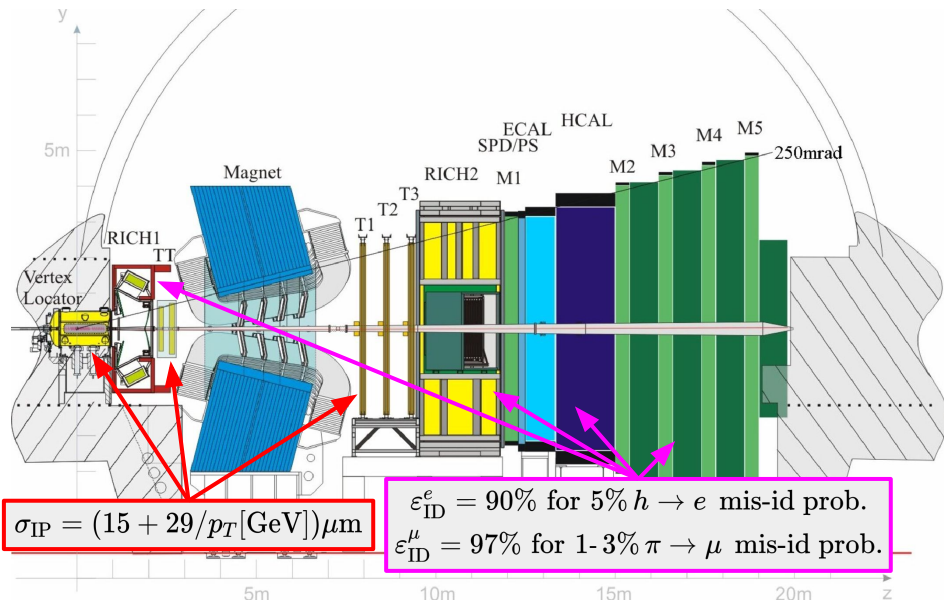 y
5m
Magnet
RICH1
TT
Vertex
Locator
T1
T2
T3
RICH2
M1
SPD/PS
ECAL
HCAL
M2
M3
M4
M5
250mrad
σ_IP = (15 + 29/p_T[GeV])μm
ε^e_ID = 90% for 5% h → e mis-id prob.
ε^μ_ID = 97% for 1-3% π → μ mis-id prob.
5m
10m
15m
20m
z